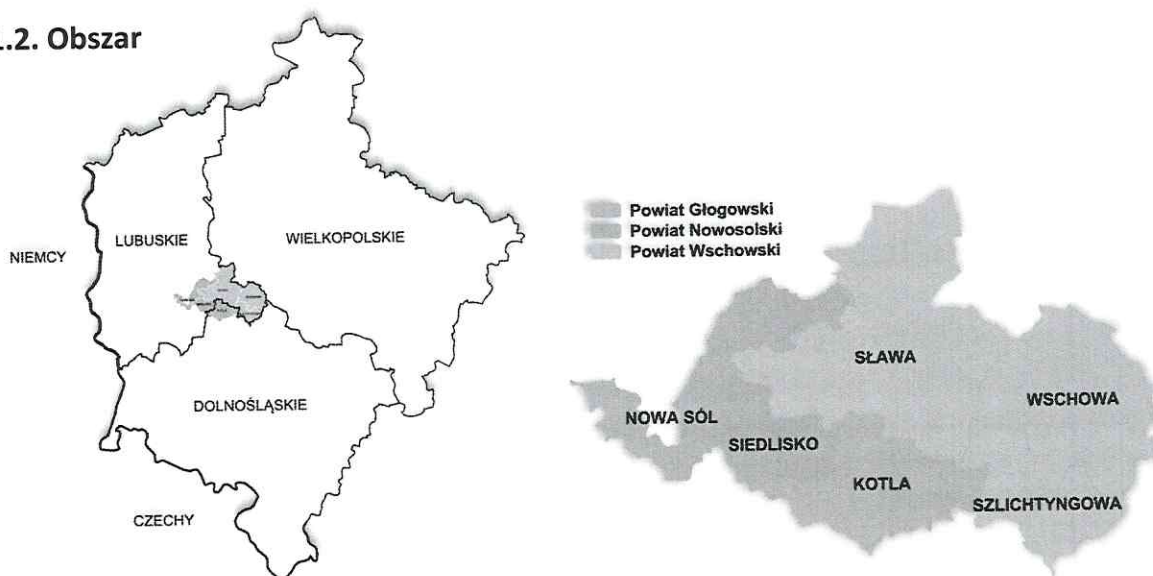 1.2. Obszar
NIEMCY
LUBUSKIE
WIELKOPOLSKIE
DOLNOŚLĄSKIE
CZECHY
Powiat Głogowski
Powiat Nowosolski
Powiat Wschowski
SŁAWA
WSCHOWA
NOWA SÓL
SIEDLISKO
KOTLA
SZLICHTYNGOWA